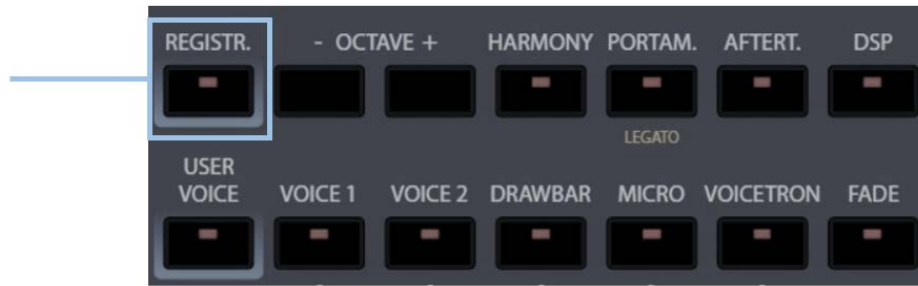 REGISTR. - OCTAVE + HARMONY PORTAM. AFTERT. DSP
LEGATO
USER
VOICE VOICE 1 VOICE 2 DRAWBAR MICRO VOICETRON FADE